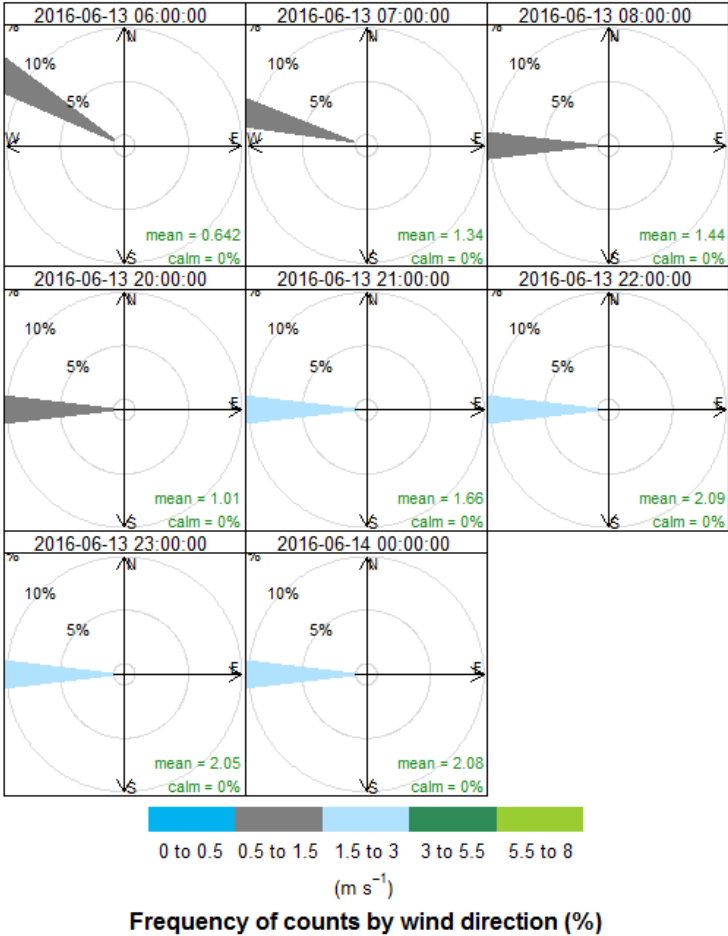 2016-06-13 06:00:00
%
N
10%
5%
W
E
mean = 0.642
S
calm = 0%
2016-06-13 07:00:00
%
N
10%
5%
W
E
mean = 1.34
S
calm = 0%
2016-06-13 08:00:00
N
10%
5%
E
mean = 1.44
S
calm = 0%
2016-06-13 20:00:00
%
N
10%
5%
E
mean = 1.01
S
calm = 0%
2016-06-13 21:00:00
%
N
10%
5%
E
mean = 1.66
S
calm = 0%
2016-06-13 22:00:00
%
N
10%
5%
E
mean = 2.09
S
calm = 0%
2016-06-13 23:00:00
%
N
10%
5%
E
mean = 2.05
S
calm = 0%
2016-06-14 00:00:00
%
N
10%
5%
E
mean = 2.08
S
calm = 0%
0 to 0.5 0.5 to 1.5 1.5 to 3 3 to 5.5 5.5 to 8
(m s⁻¹)
Frequency of counts by wind direction (%)